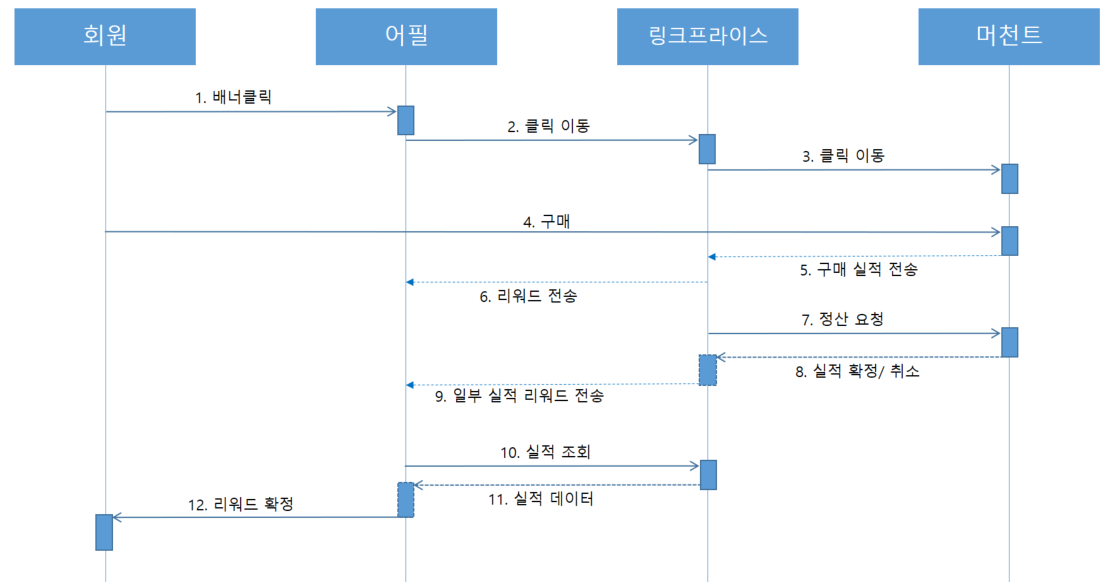 회원
어필
링크프라이스
머천트
1. 배너클릭
2. 클릭 이동
3. 클릭 이동
4. 구매
5. 구매 실적 전송
6. 리워드 전송
7. 정산 요청
8. 실적 확정/ 취소
9. 일부 실적 리워드 전송
10. 실적 조회
11. 실적 데이터
12. 리워드 확정